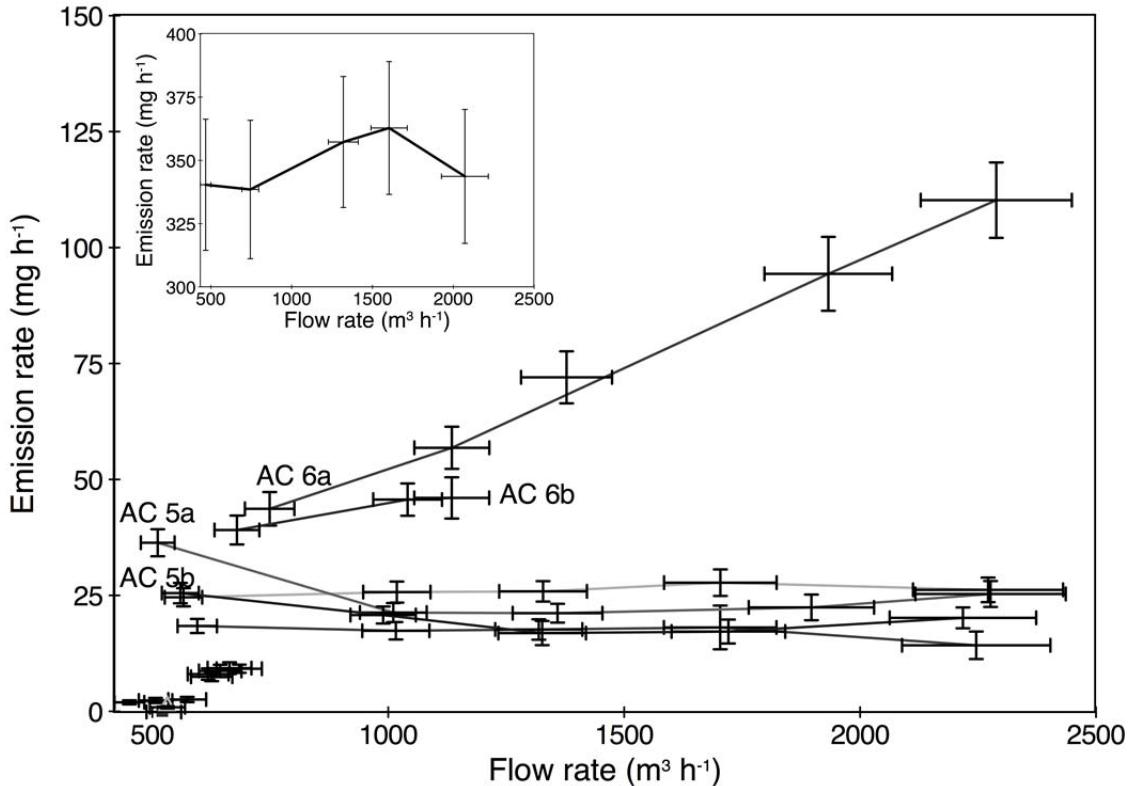 150
125
100
75
50
25
0
Emission rate (mg h⁻¹)
400
375
350
325
300
Emission rate (mg h⁻¹)
500 1000 1500 2000 2500
Flow rate (m³ h⁻¹)
AC 6a
AC 6b
AC 5a
AC 5b
500 1000 1500 2000 2500
Flow rate (m³ h⁻¹)